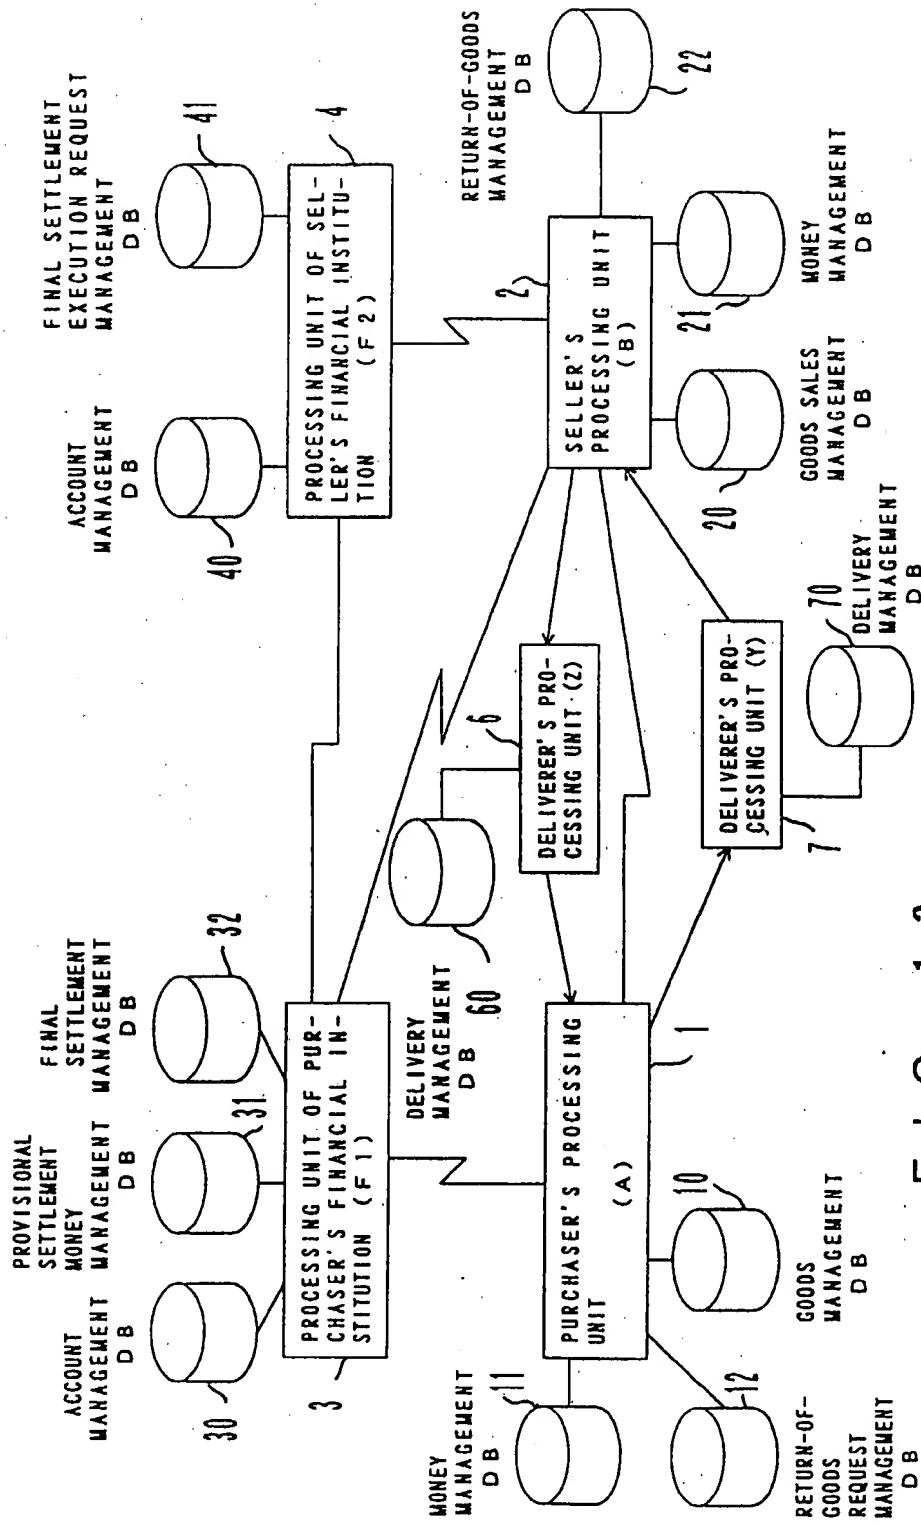 PROVISIONAL
SETTLEMENT
MONEY
MANAGEMENT
DB
ACCOUNT
MANAGEMENT
DB
FINAL
SETTLEMENT
MANAGEMENT
DB
30
31
32
ACCOUNT
MANAGEMENT
DB
FINAL SETTLEMENT
EXECUTION REQUEST
MANAGEMENT
DB
40
41
PROCESSING UNIT OF PUR-
CHASER'S FINANCIAL IN-
STITUTION (F1)
3
PROCESSING UNIT OF SEL-
LER'S FINANCIAL INSTITU-
TION (F2)
4
DELIVERY
MANAGEMENT
DB
60
6
DELIVERER'S PRO-
CESSING UNIT (Z)
RETURN-OF-GOODS
MANAGEMENT
DB
22
MONEY
MANAGEMENT
DB
11
PURCHASER'S PROCESSING
UNIT (A)
1
2
SELLER'S
PROCESSING UNIT
(B)
12
RETURN-OF-
GOODS
REQUEST
MANAGEMENT
DB
10
GOODS
MANAGEMENT
DB
DELIVERER'S PRO-
CESSING UNIT (Y)
7
70
DELIVERY
MANAGEMENT
DB
20
GOODS SALES
MANAGEMENT
DB
21
MONEY
MANAGEMENT
DB